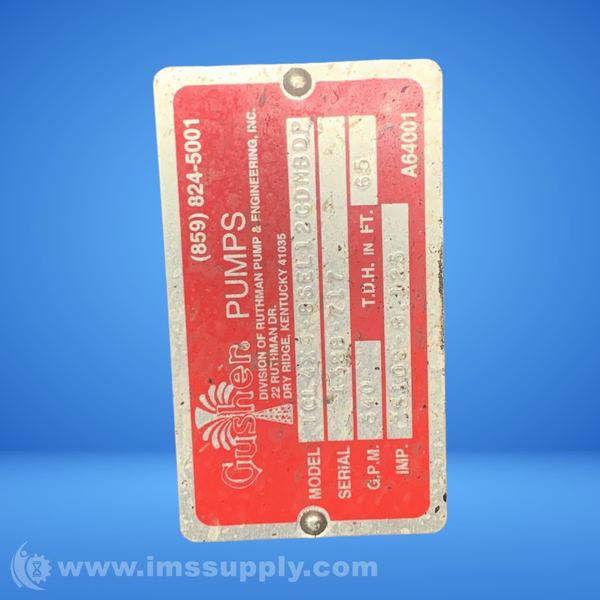 (859) 824-5001
Gusher PUMPS
DIVISION OF RUTHMAN PUMP & ENGINEERING, INC.
22 RUTHMAN DR.
DRY RIDGE, KENTUCKY 41035
MODEL
SERIAL 717
G.P.M. T.D.H. IN FT. 65
IMP.
A64001
www.imssupply.com